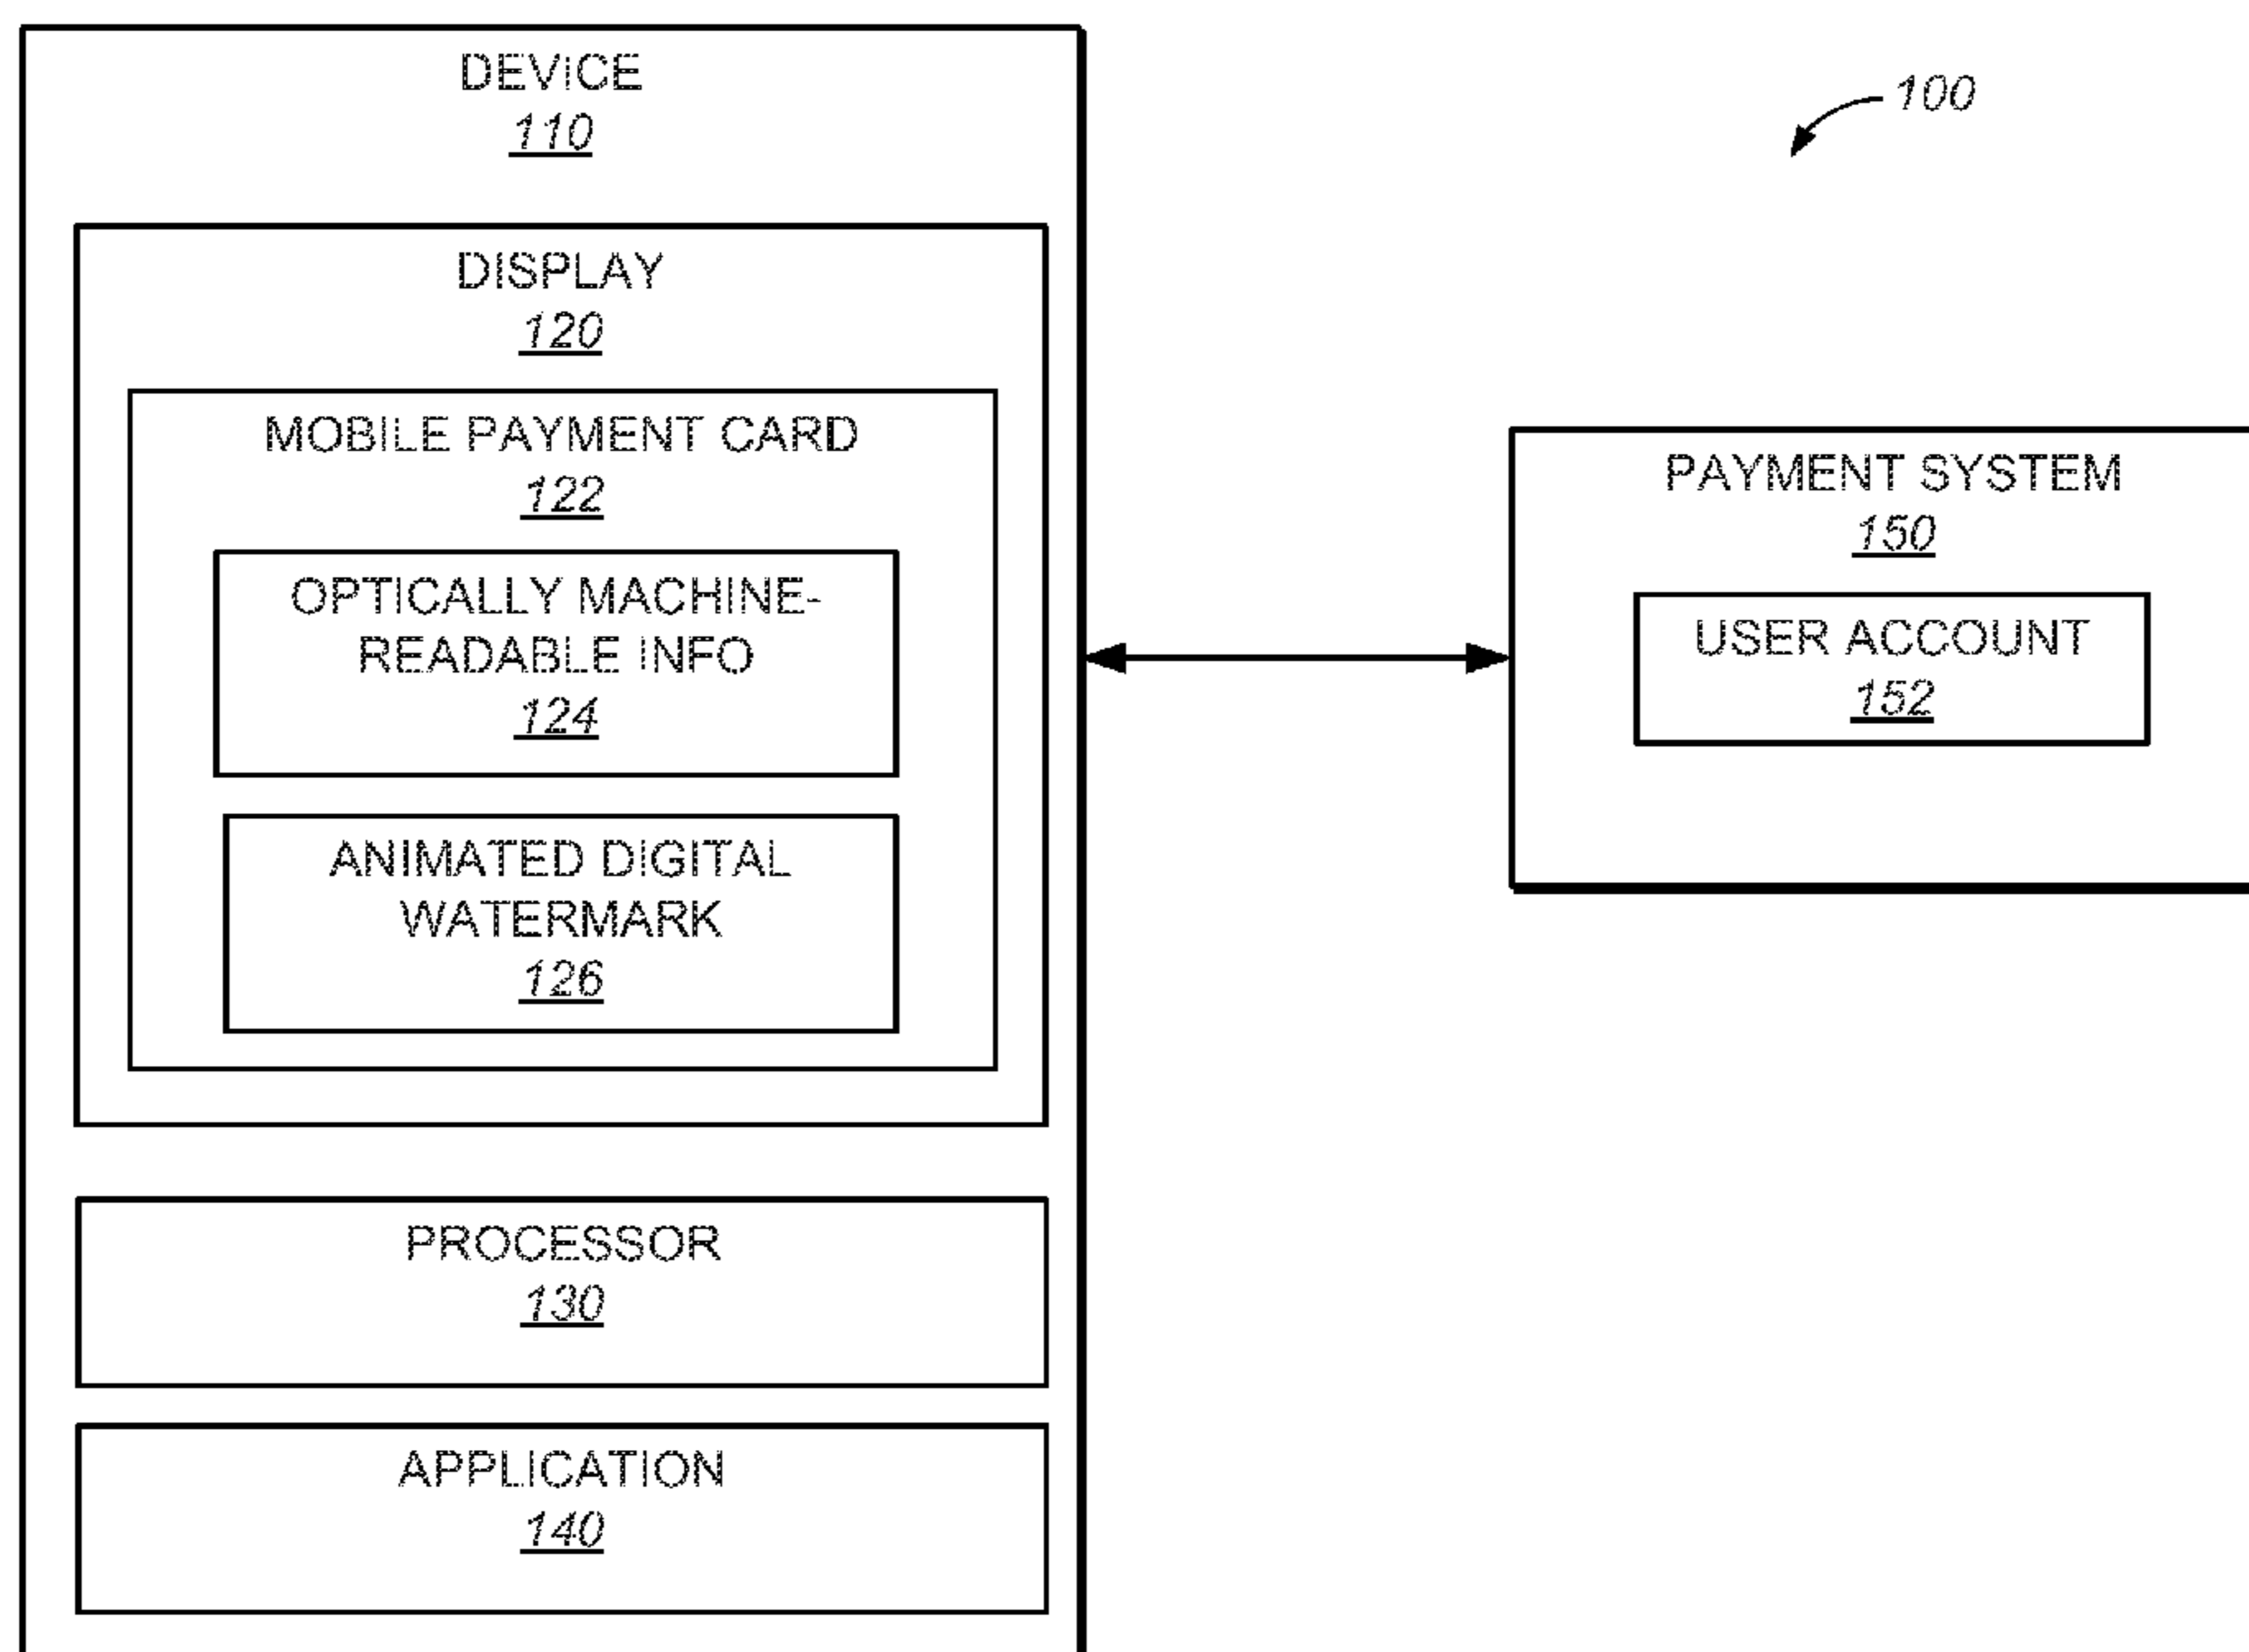 DEVICE
110
100
DISPLAY
120
MOBILE PAYMENT CARD
122
OPTICALLY MACHINE-
READABLE INFO
124
ANIMATED DIGITAL
WATERMARK
126
PROCESSOR
130
APPLICATION
140
PAYMENT SYSTEM
150
USER ACCOUNT
152